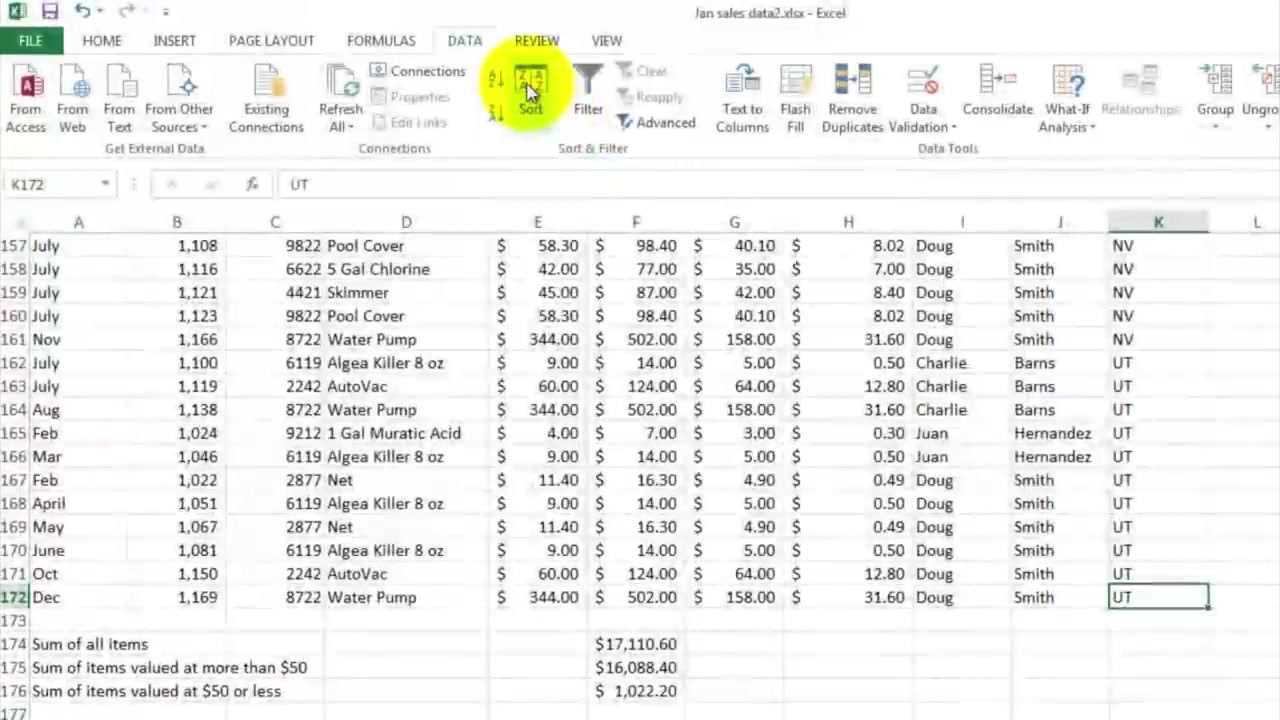 Jan sales data2.xlsx - Excel
FILE HOME INSERT PAGE LAYOUT FORMULAS DATA REVIEW VIEW
From Access
From Web
From Text
From Other Sources
Existing Connections
Refresh All
Connections
Properties
Edit Links
Sort
Filter
Clear
Reapply
Advanced
Text to Columns
Flash Fill
Remove Duplicates
Data Validation
Consolidate
What-If Analysis
Relationships
Group
Ungro
Get External Data Connections Sort & Filter Data Tools
K172 fx UT
A B C D E F G H I J K L
157 July 1,108 9822 Pool Cover $ 58.30 $ 98.40 $ 40.10 $ 8.02 Doug Smith NV
158 July 1,116 6622 5 Gal Chlorine $ 42.00 $ 77.00 $ 35.00 $ 7.00 Doug Smith NV
159 July 1,121 4421 Skimmer $ 45.00 $ 87.00 $ 42.00 $ 8.40 Doug Smith NV
160 July 1,123 9822 Pool Cover $ 58.30 $ 98.40 $ 40.10 $ 8.02 Doug Smith NV
161 Nov 1,166 8722 Water Pump $ 344.00 $ 502.00 $ 158.00 $ 31.60 Doug Smith NV
162 July 1,100 6119 Algea Killer 8 oz $ 9.00 $ 14.00 $ 5.00 $ 0.50 Charlie Barns UT
163 July 1,119 2242 AutoVac $ 60.00 $ 124.00 $ 64.00 $ 12.80 Charlie Barns UT
164 Aug 1,138 8722 Water Pump $ 344.00 $ 502.00 $ 158.00 $ 31.60 Charlie Barns UT
165 Feb 1,024 9212 1 Gal Muratic Acid $ 4.00 $ 7.00 $ 3.00 $ 0.30 Juan Hernandez UT
166 Mar 1,046 6119 Algea Killer 8 oz $ 9.00 $ 14.00 $ 5.00 $ 0.50 Juan Hernandez UT
167 Feb 1,022 2877 Net $ 11.40 $ 16.30 $ 4.90 $ 0.49 Doug Smith UT
168 April 1,051 6119 Algea Killer 8 oz $ 9.00 $ 14.00 $ 5.00 $ 0.50 Doug Smith UT
169 May 1,067 2877 Net $ 11.40 $ 16.30 $ 4.90 $ 0.49 Doug Smith UT
170 June 1,081 6119 Algea Killer 8 oz $ 9.00 $ 14.00 $ 5.00 $ 0.50 Doug Smith UT
171 Oct 1,150 2242 AutoVac $ 60.00 $ 124.00 $ 64.00 $ 12.80 Doug Smith UT
172 Dec 1,169 8722 Water Pump $ 344.00 $ 502.00 $ 158.00 $ 31.60 Doug Smith UT
173
174 Sum of all items $17,110.60
175 Sum of items valued at more than $50 $16,088.40
176 Sum of items valued at $50 or less $ 1,022.20
177